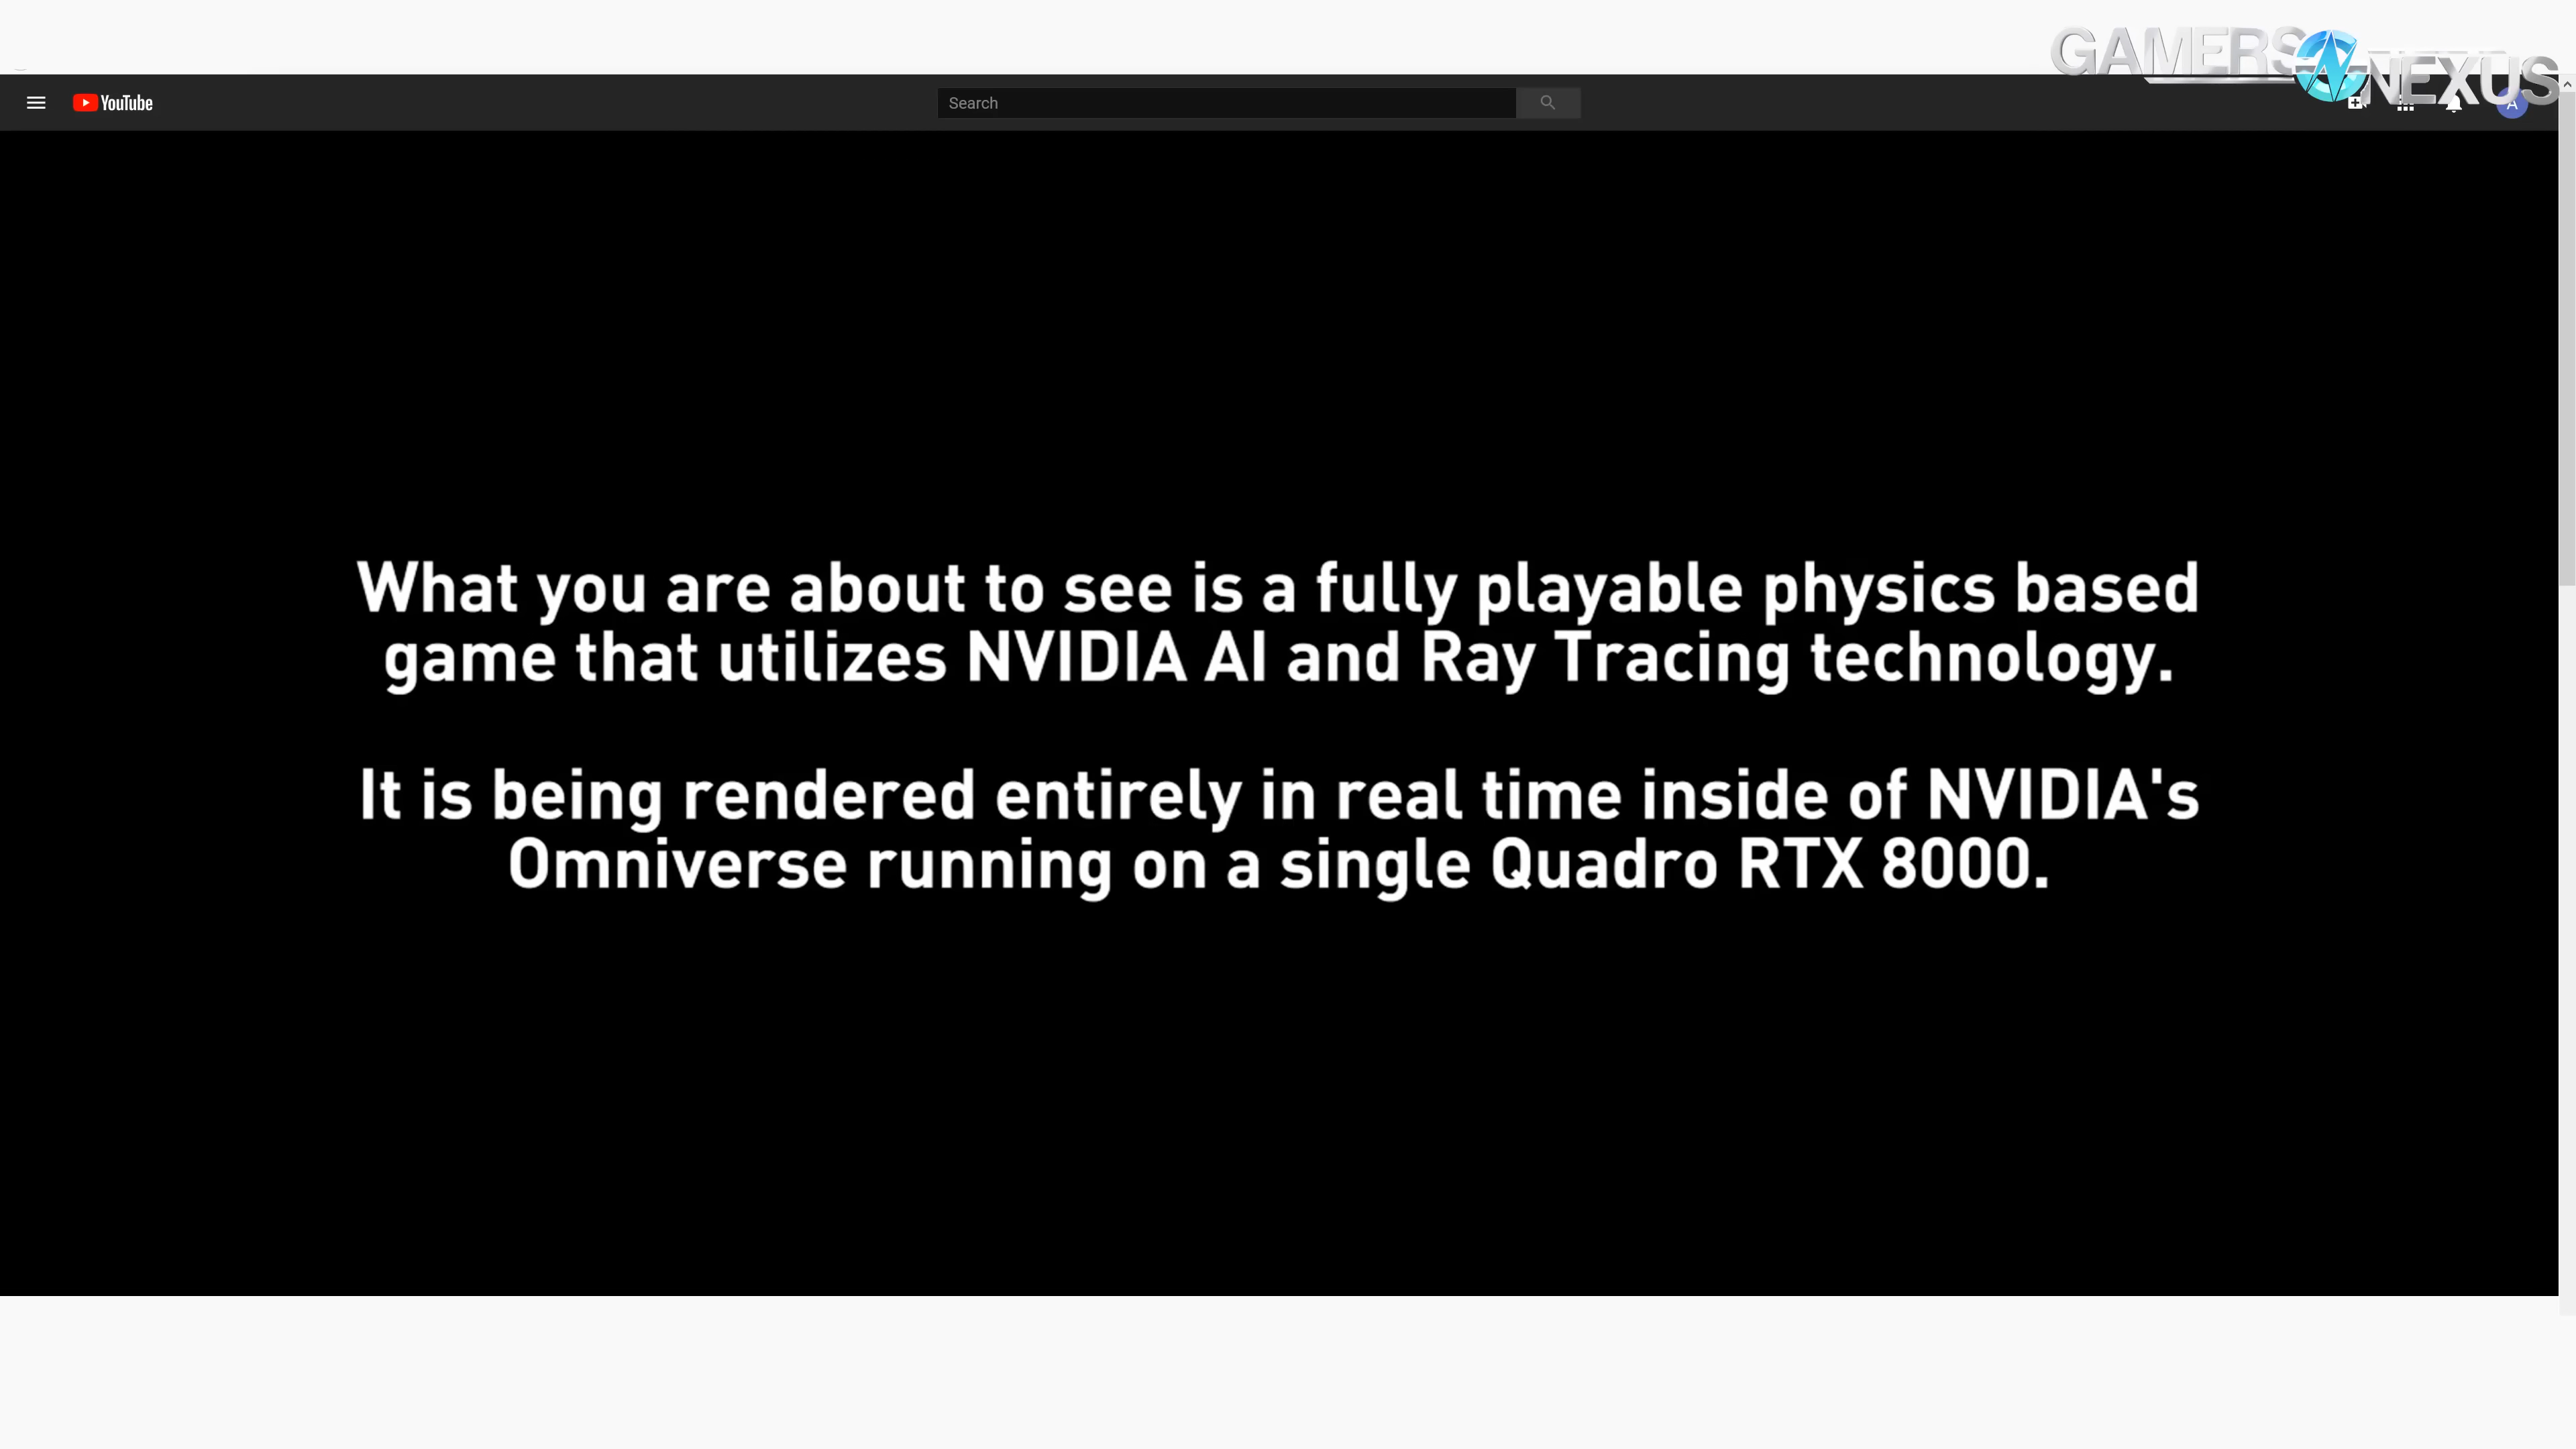 GAMERS NEXUS
YouTube
Search
A
What you are about to see is a fully playable physics based
game that utilizes NVIDIA AI and Ray Tracing technology.
It is being rendered entirely in real time inside of NVIDIA's
Omniverse running on a single Quadro RTX 8000.